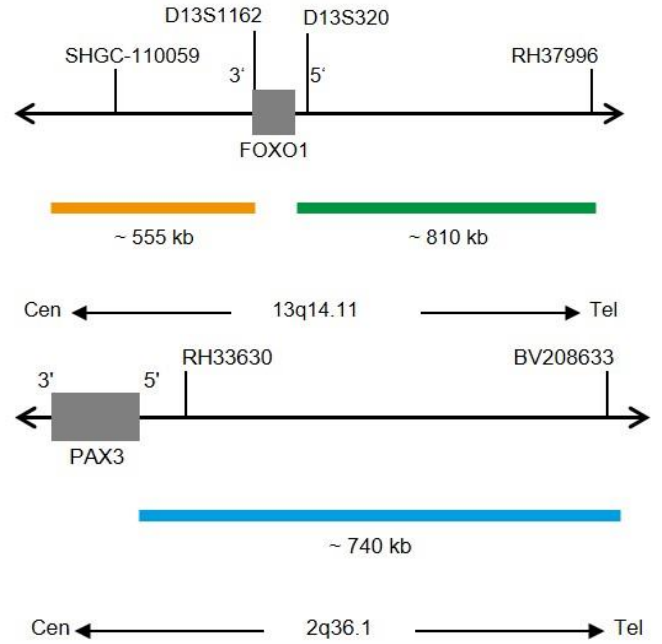 D13S1162 D13S320
SHGC-110059 RH37996
3‘ 5‘
FOXO1
~ 555 kb ~ 810 kb
Cen 13q14.11 Tel
RH33630 BV208633
3' 5'
PAX3
~ 740 kb
Cen 2q36.1 Tel